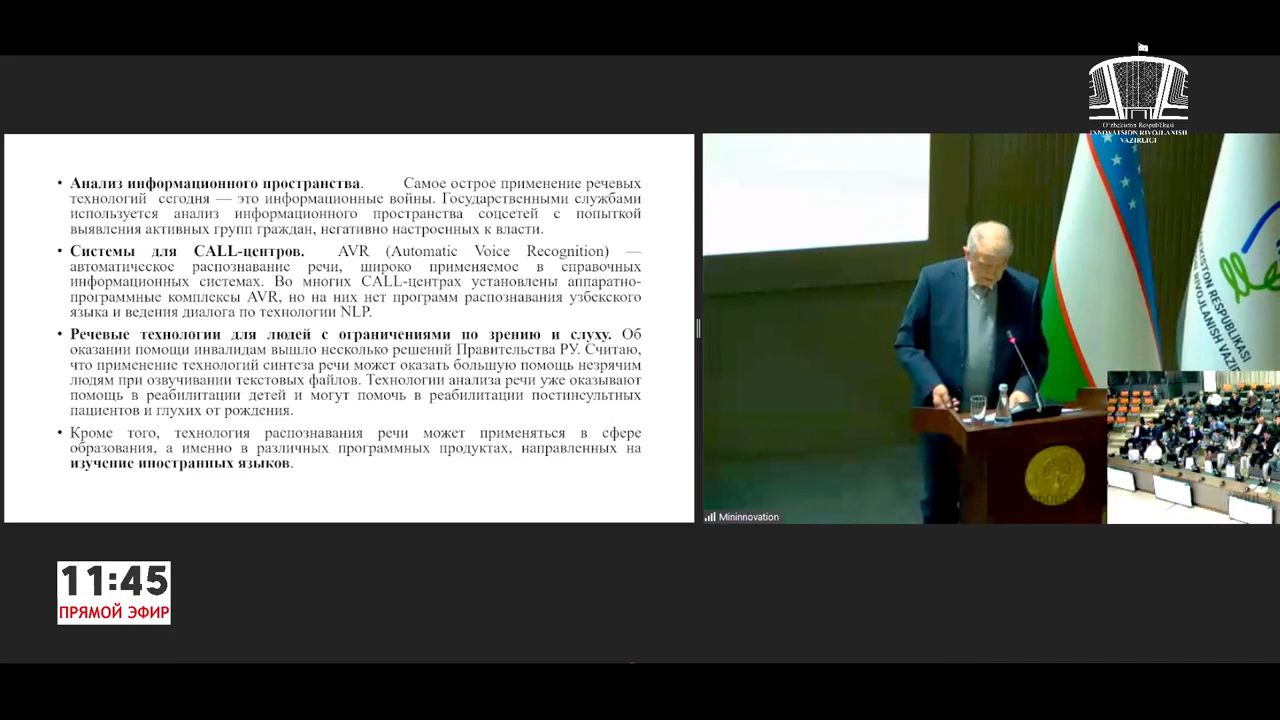 O'zbekiston Respublikasi
INNOVATSION RIVOJLANISH
VAZIRLIGI
• Анализ информационного пространства. Самое острое применение речевых
технологий сегодня — это информационные войны. Государственными службами
используется анализ информационного пространства соцсетей с попыткой
выявления активных групп граждан, негативно настроенных к власти.
• Системы для CALL-центров. AVR (Automatic Voice Recognition) —
автоматическое распознавание речи, широко применяемое в справочных
информационных системах. Во многих CALL-центрах установлены аппаратно-
программные комплексы AVR, но на них нет программ распознавания узбекского
языка и ведения диалога по технологии NLP.
• Речевые технологии для людей с ограничениями по зрению и слуху. Об
оказании помощи инвалидам вышло несколько решений Правительства РУ. Считаю,
что применение технологий синтеза речи может оказать большую помощь незрячим
людям при озвучивании текстовых файлов. Технологии анализа речи уже оказывают
помощь в реабилитации детей и могут помочь в реабилитации постинсультных
пациентов и глухих от рождения.
• Кроме того, технология распознавания речи может применяться в сфере
образования, а именно в различных программных продуктах, направленных на
изучение иностранных языков.
Mininnovation
11:45
ПРЯМОЙ ЭФИР